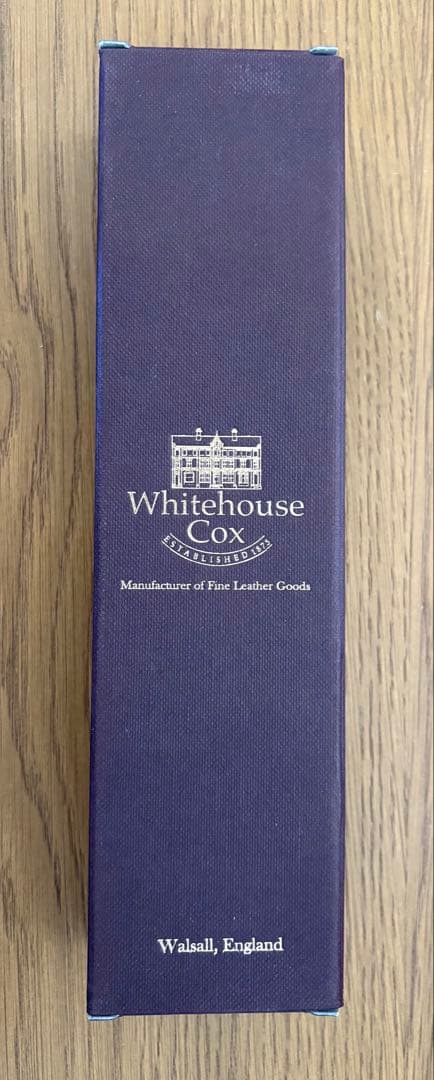 Whitehouse
Cox
ESTABLISHED 1875
Manufacturer of Fine Leather Goods
Walsall, England